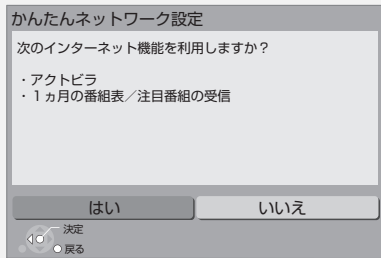 かんたんネットワーク設定
次のインターネット機能を利用しますか？
・アクトビラ
・１ヵ月の番組表／注目番組の受信
はい
いいえ
決定
戻る